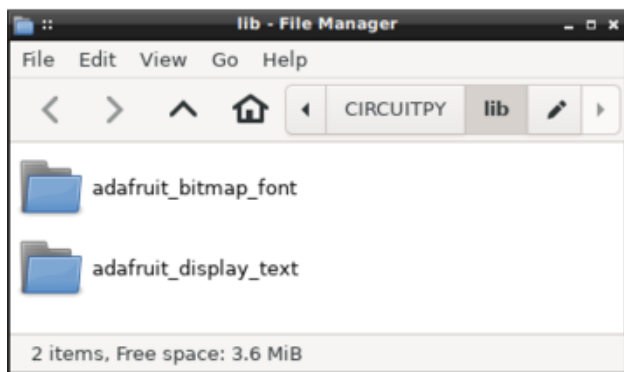 lib - File Manager
File Edit View Go Help
CIRCUITPY lib
adafruit_bitmap_font
adafruit_display_text
2 items, Free space: 3.6 MiB